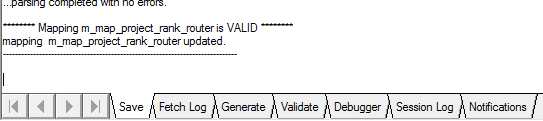 ...parsing completed with no errors.
******** Mapping m_map_project_rank_router is VALID ********
mapping m_map_project_rank_router updated.
Save Fetch Log Generate Validate Debugger Session Log Notifications